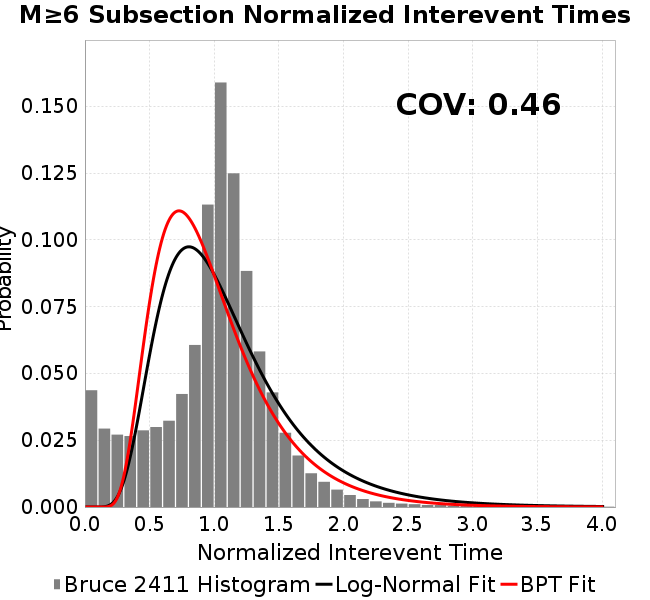 M≥6 Subsection Normalized Interevent Times
COV: 0.46
0.150
0.125
0.100
0.075
0.050
0.025
0.000
Probability
0.0 0.5 1.0 1.5 2.0 2.5 3.0 3.5 4.0
Normalized Interevent Time
Bruce 2411 Histogram Log-Normal Fit BPT Fit